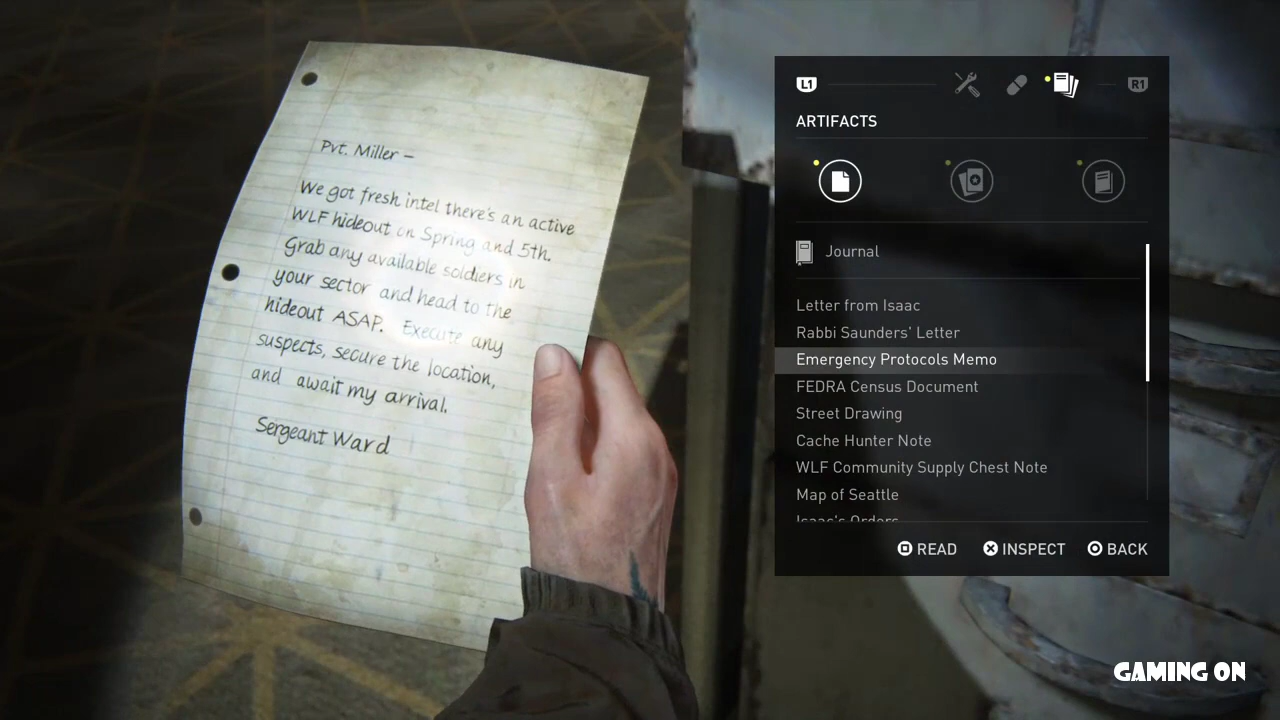 Pvt. Miller –
We got fresh intel there's an active
WLF hideout on Spring and 5th.
Grab any available soldiers in
your sector and head to the
hideout ASAP. Execute any
suspects, secure the location,
and await my arrival.
Sergeant Ward
L1
R1
ARTIFACTS
Journal
Letter from Isaac
Rabbi Saunders' Letter
Emergency Protocols Memo
FEDRA Census Document
Street Drawing
Cache Hunter Note
WLF Community Supply Chest Note
Map of Seattle
Isaac's Orders
READ INSPECT BACK
GAMING ON